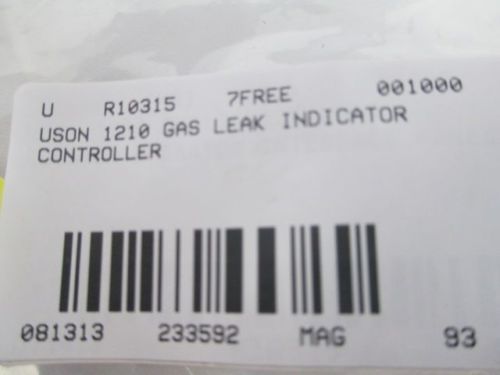 U R10315 7FREE 001000
USON 1210 GAS LEAK INDICATOR
CONTROLLER
081313 233592 MAG 93